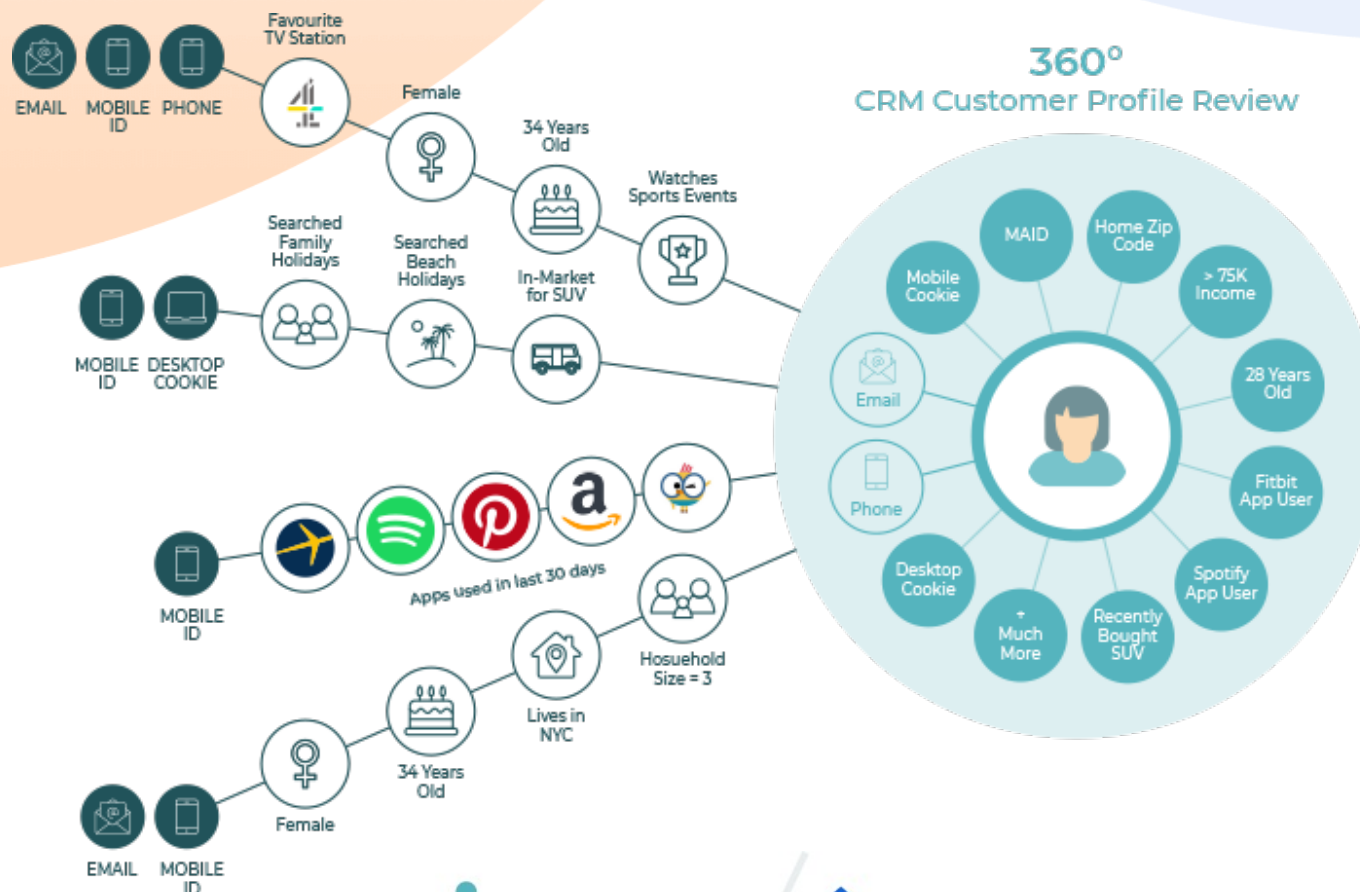 Favourite
TV Station
EMAIL
MOBILE
ID
PHONE
Female
34 Years
Old
Watches
Sports Events
Searched
Family
Holidays
Searched
Beach
Holidays
In-Market
for SUV
MOBILE
ID
DESKTOP
COOKIE
a
Apps used in last 30 days
MOBILE
ID
Hosuehold
Size = 3
Lives in
NYC
34 Years
Old
Female
EMAIL
MOBILE
ID
360°
CRM Customer Profile Review
MAID
Home Zip
Code
> 75K
Income
28 Years
Old
Fitbit
App User
Spotify
App User
Recently
Bought
SUV
+
Much
More
Desktop
Cookie
Phone
Email
Mobile
Cookie